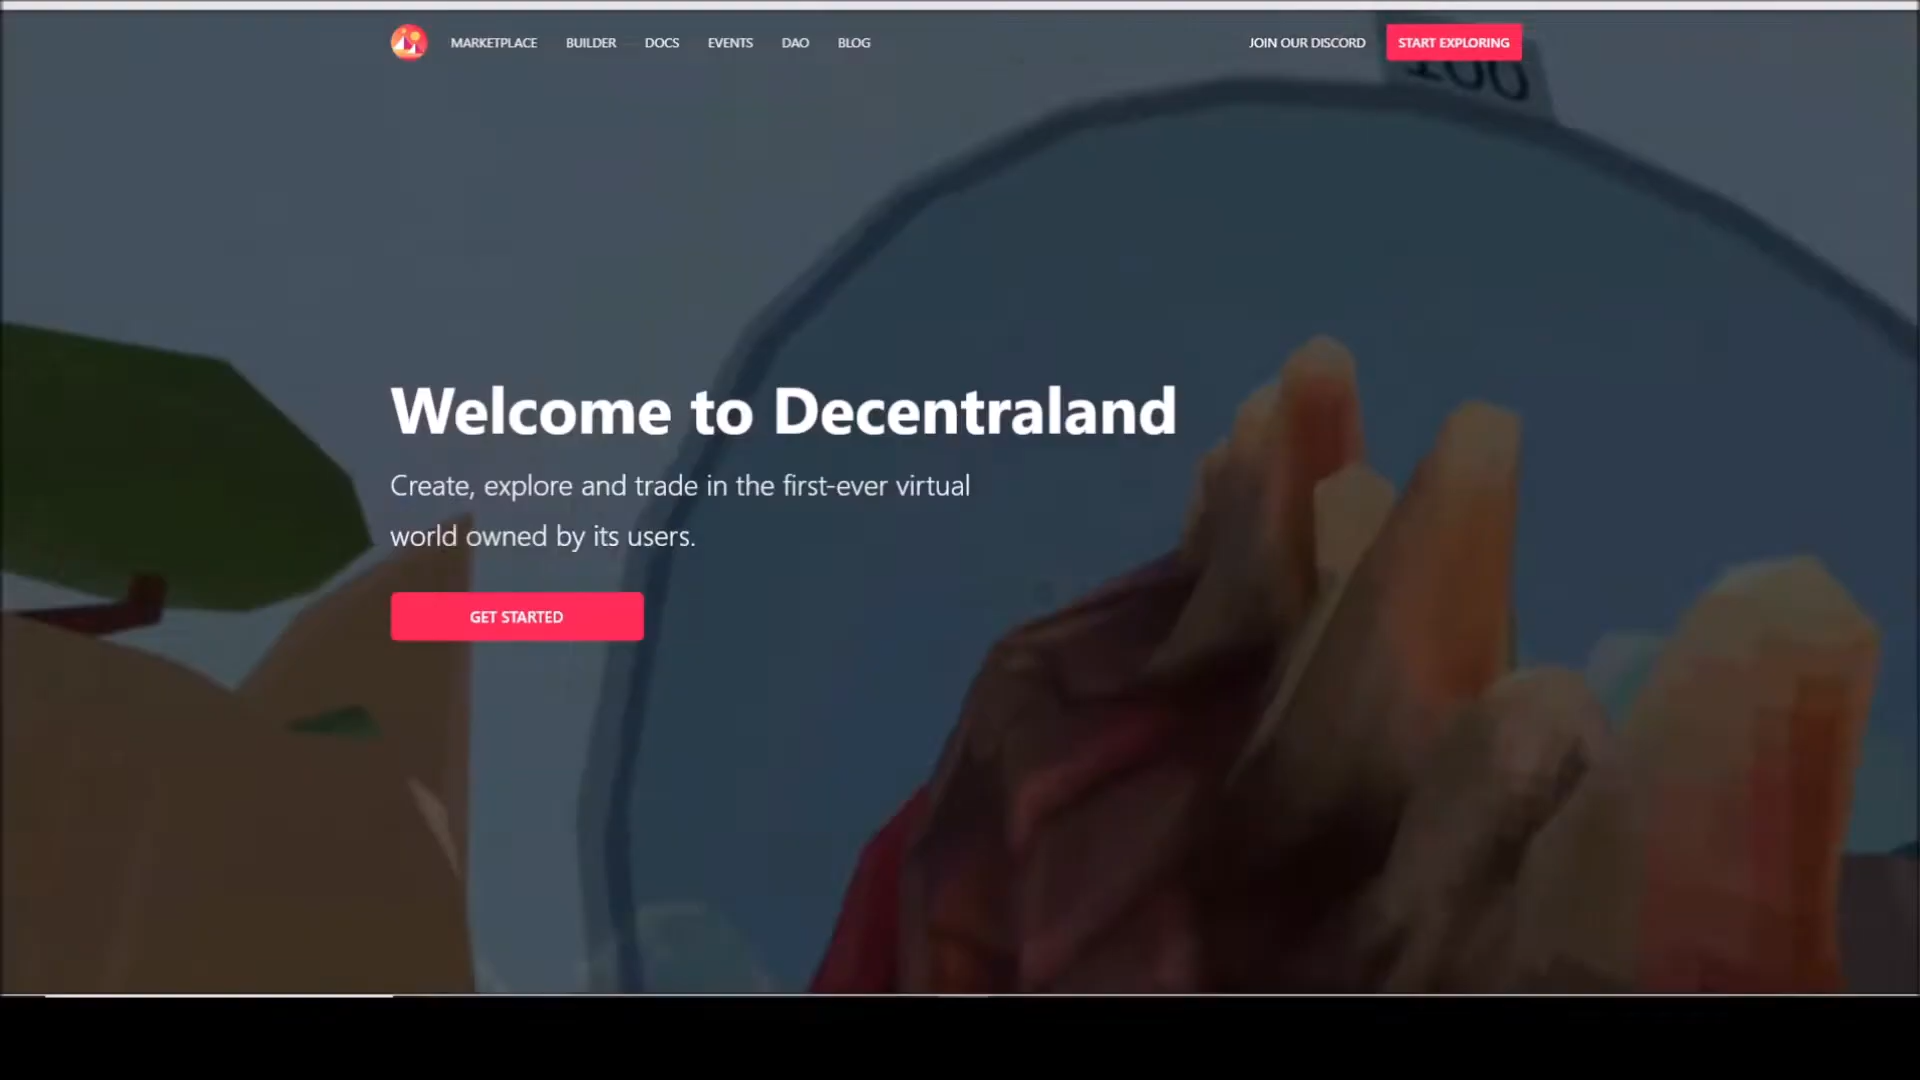 MARKETPLACE BUILDER DOCS EVENTS DAO BLOG JOIN OUR DISCORD START EXPLORING
100
Welcome to Decentraland
Create, explore and trade in the first-ever virtual
world owned by its users.
GET STARTED